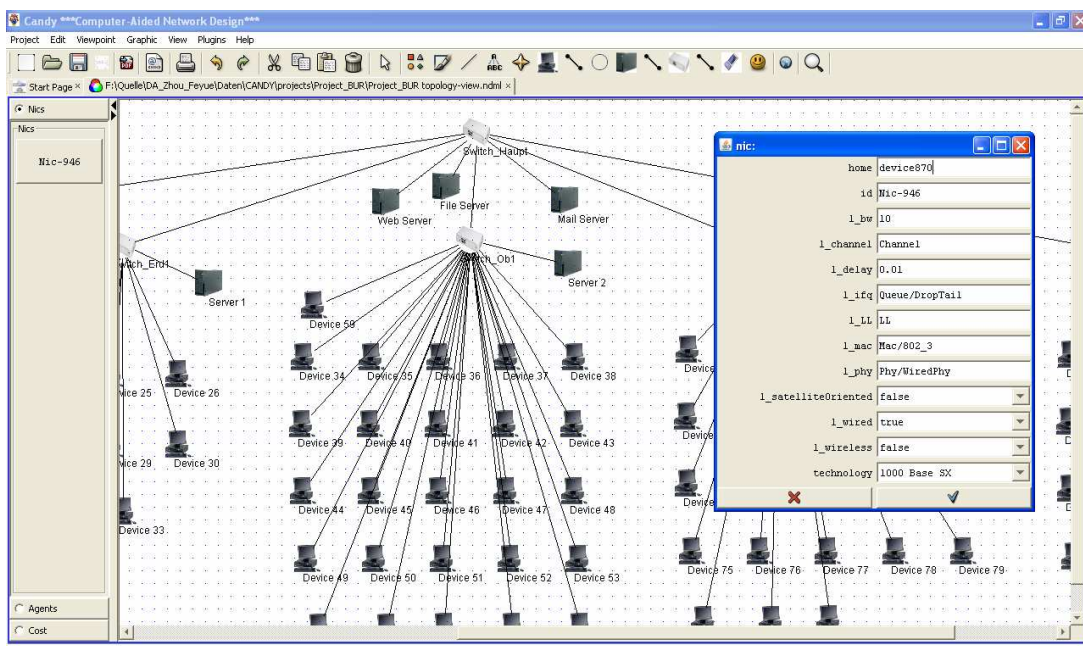 Candy ***Computer-Aided Network Design***
Project Edit Viewpoint Graphic View Plugins Help
ABC
Start Page × F:\Quelle\DA_Zhou_Feyue\Daten\CANDY\projects\Project_BUR\Project_BUR topology-view.ndml ×
Nics
Nics
Nic-946
Agents
Cost
Switch_Haupt
Web Server File Server Mail Server
Server 1
Server 2
Device 59
Device 34 Device 35 Device 36 Device 37 Device 38 Device
Device 26
Device 39 Device 40 Device 41 Device 42 Device 43 Device
Device 30
Device 44 Device 45 Device 46 Device 47 Device 48 Device
Device 33
Device 49 Device 50 Device 51 Device 52 Device 53
Device 75 Device 76 Device 77 Device 78 Device 79
nic:
home device870
id Nic-946
l_bw 10
l_channel Channel
l_delay 0.01
l_ifq Queue/DropTail
l_LL LL
l_mac Mac/802_3
l_phy Phy/WiredPhy
l_satelliteOriented false
l_wired true
l_wireless false
technology 1000 Base SX